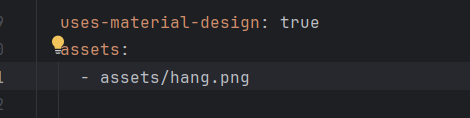 uses-material-design: true
assets:
- assets/hang.png